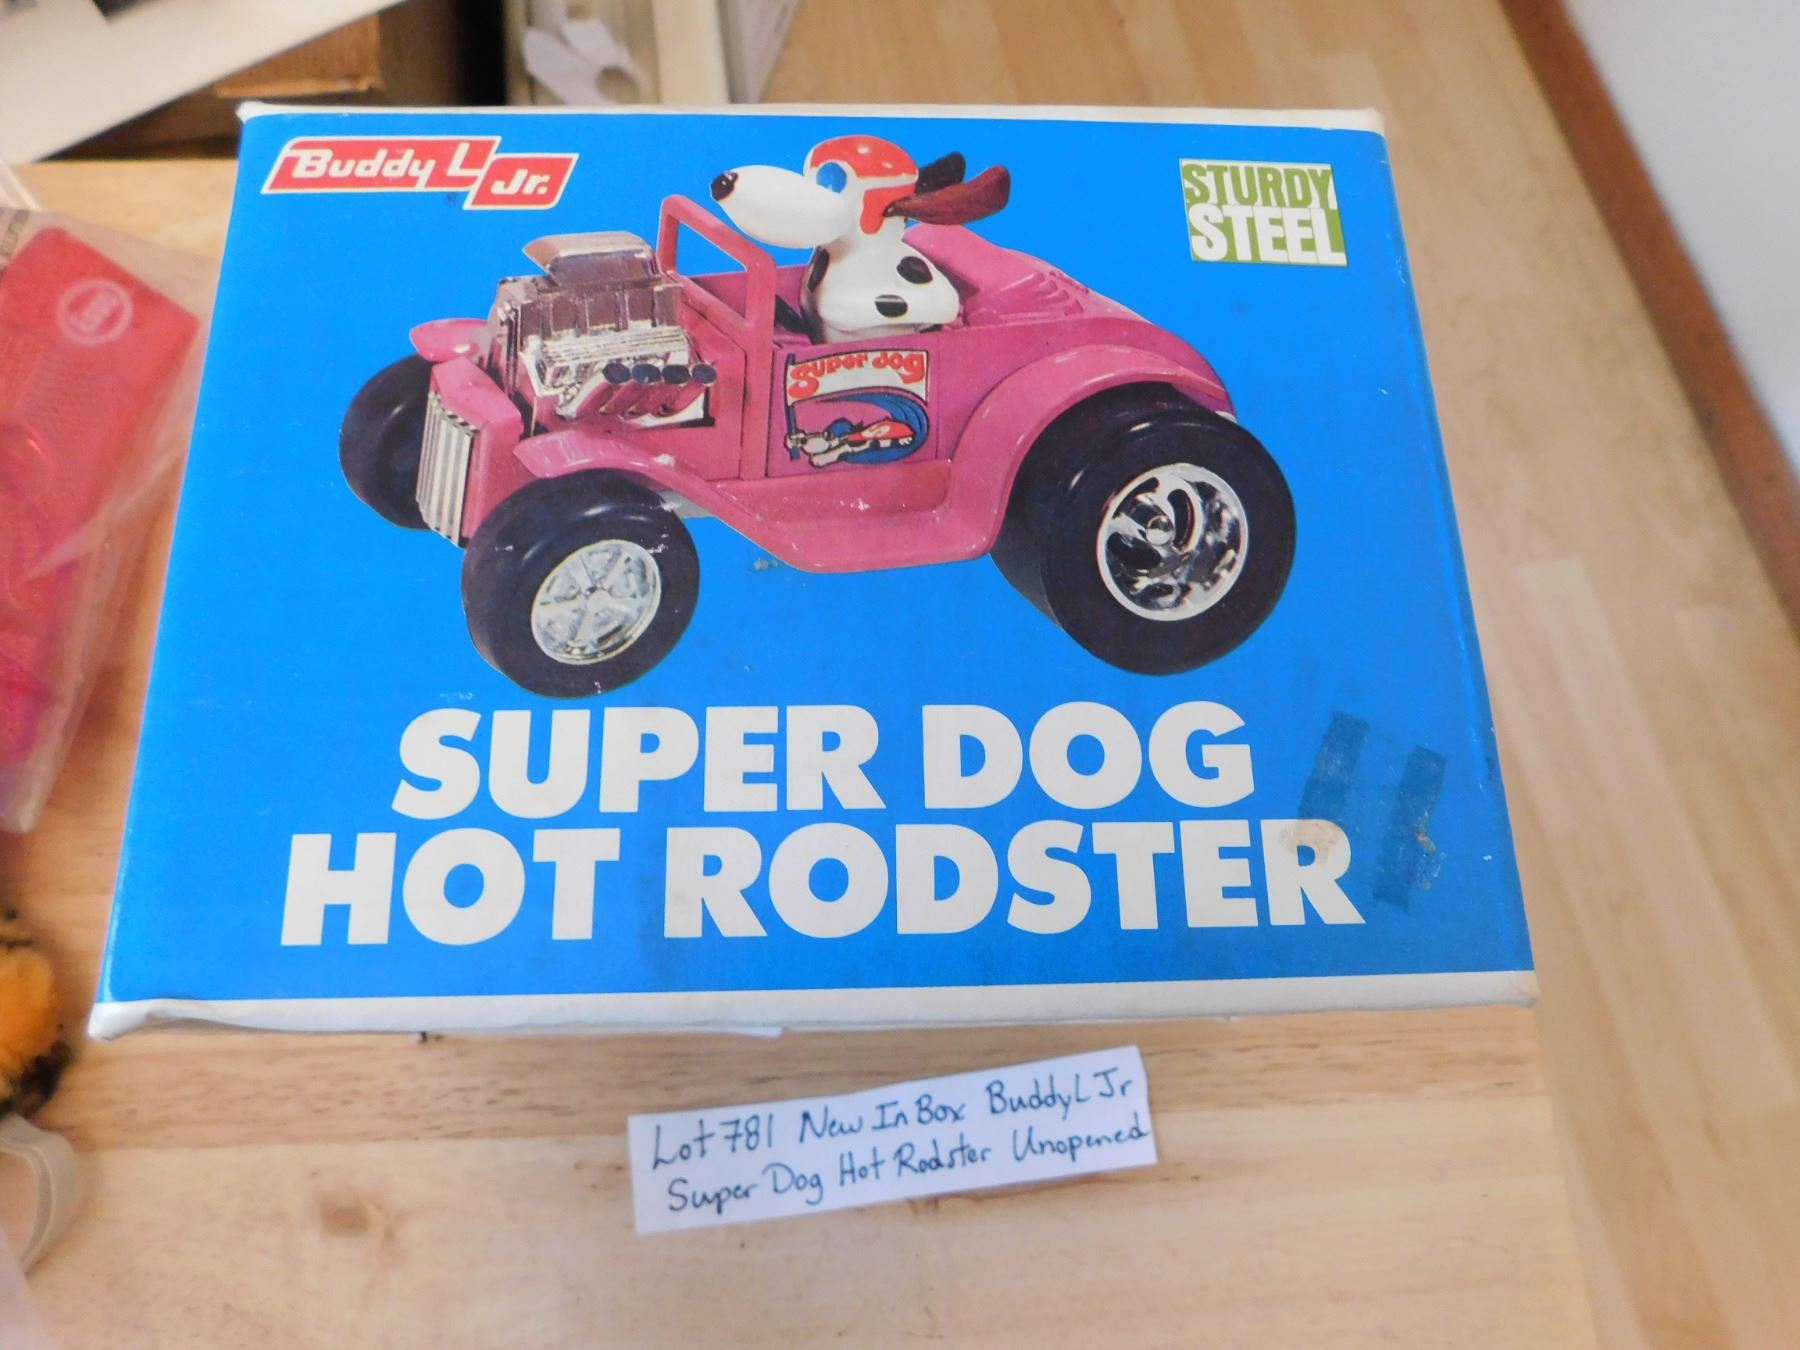 Buddy L
Jr.
STURDY
STEEL
Super dog
SUPER DOG
HOT RODSTER
Lot 781 New In Box Buddy L Jr
Super Dog Hot Rodster Unopened